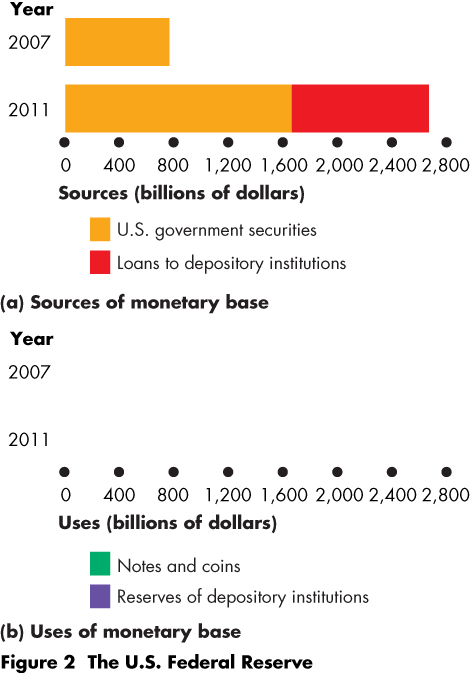 Year
2007
2011
0 400 800 1,200 1,600 2,000 2,400 2,800
Sources (billions of dollars)
U.S. government securities
Loans to depository institutions
(a) Sources of monetary base
Year
2007
2011
0 400 800 1,200 1,600 2,000 2,400 2,800
Uses (billions of dollars)
Notes and coins
Reserves of depository institutions
(b) Uses of monetary base
Figure 2 The U.S. Federal Reserve